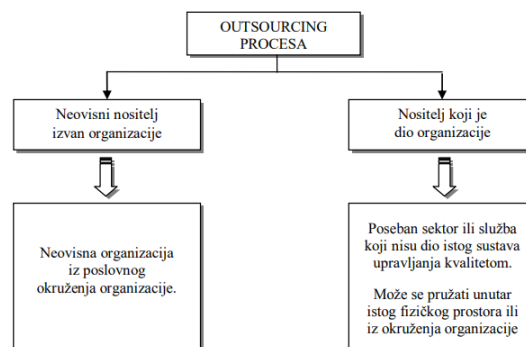 OUTSOURCING
PROCESA
Neovisni nositelj
izvan organizacije
Nositelj koji je
dio organizacije
Neovisna organizacija
iz poslovnog
okruženja organizacije.
Poseban sektor ili služba
koji nisu dio istog sustava
upravljanja kvalitetom.
Može se pružati unutar
istog fizičkog prostora ili
iz okruženja organizacije